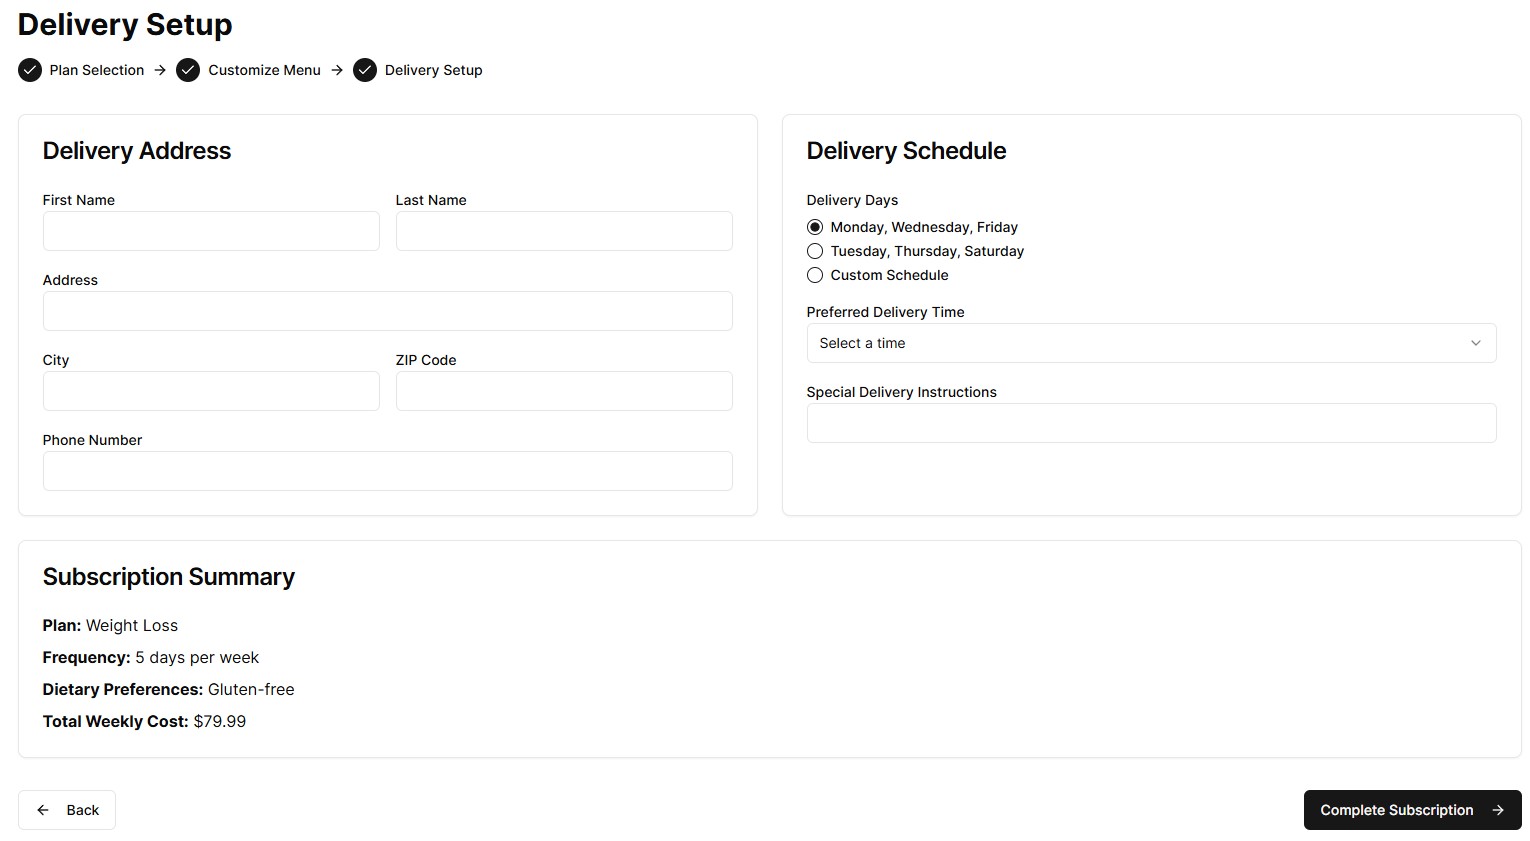 Delivery Setup
Plan Selection → Customize Menu → Delivery Setup
Delivery Address
First Name
Last Name
Address
City
ZIP Code
Phone Number
Delivery Schedule
Delivery Days
Monday, Wednesday, Friday
Tuesday, Thursday, Saturday
Custom Schedule
Preferred Delivery Time
Select a time
Special Delivery Instructions
Subscription Summary
Plan: Weight Loss
Frequency: 5 days per week
Dietary Preferences: Gluten-free
Total Weekly Cost: $79.99
← Back
Complete Subscription →